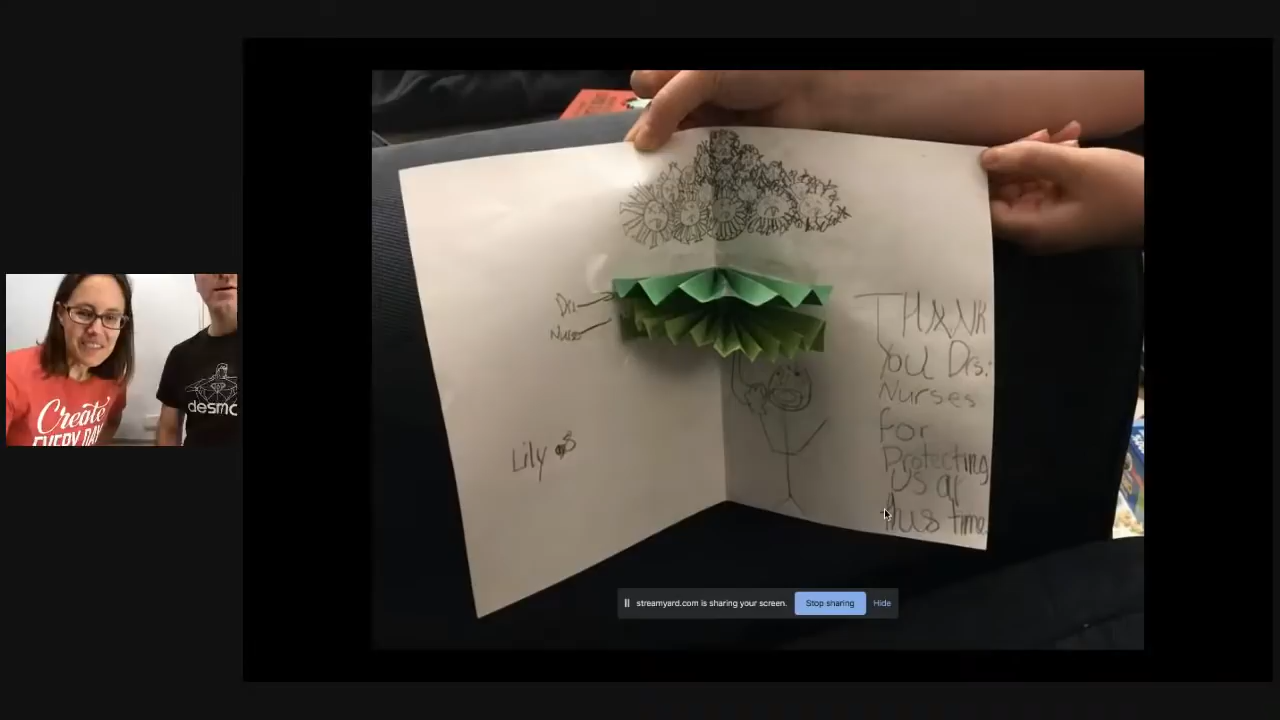 Create
EVERY DAY
desmo
Drs.
Nurses
Lily
THANK
You Drs.
Nurses
for
Protecting
us at
this time
streamyard.com is sharing your screen.
Stop sharing
Hide